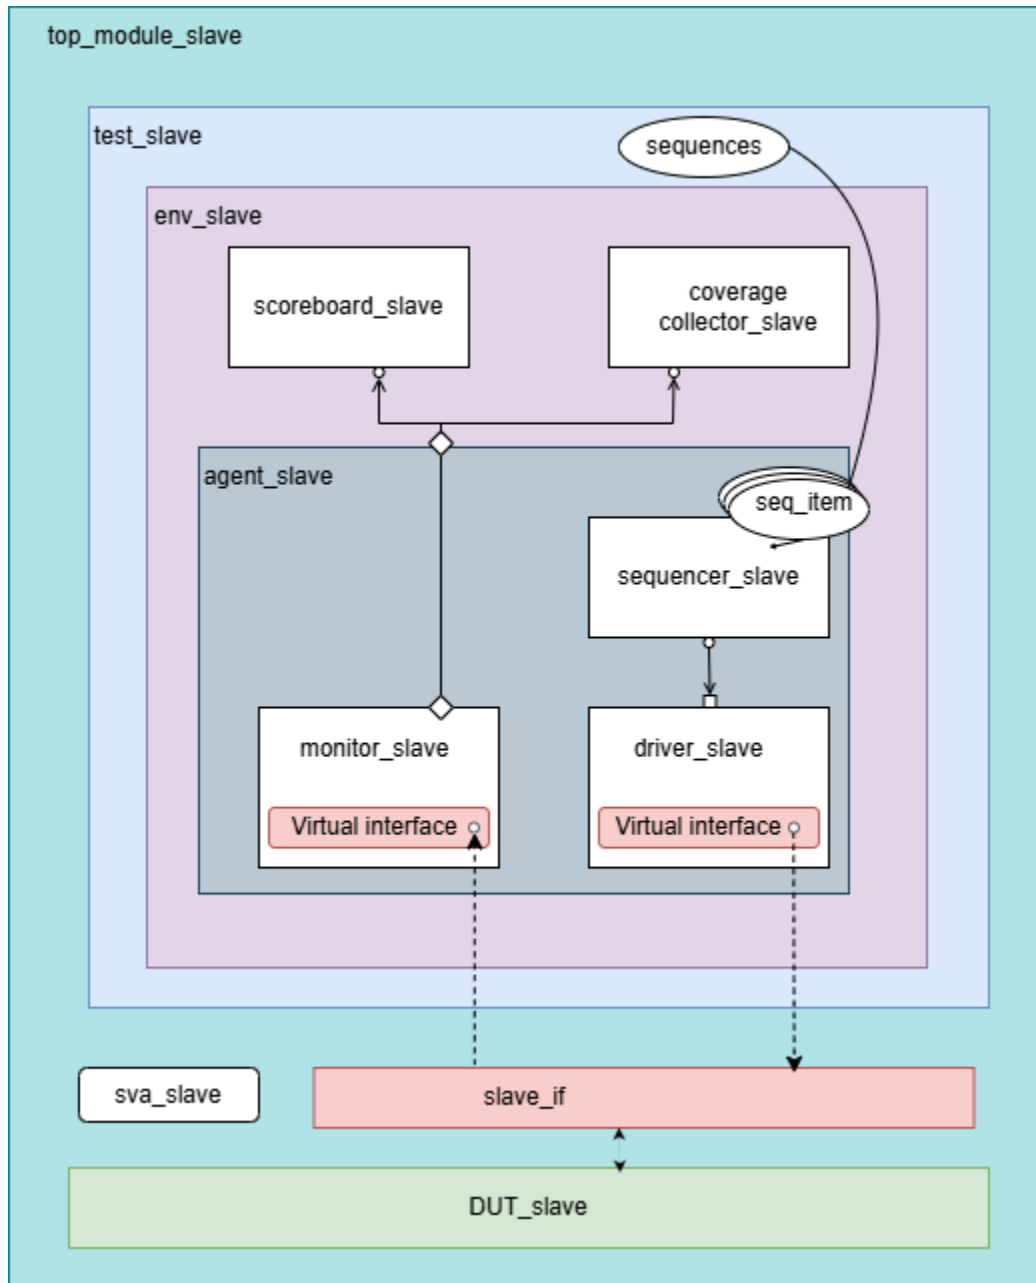 top_module_slave
test_slave
sequences
env_slave
scoreboard_slave
coverage
collector_slave
agent_slave
seq_item
sequencer_slave
monitor_slave
driver_slave
Virtual interface
Virtual interface
sva_slave
slave_if
DUT_slave